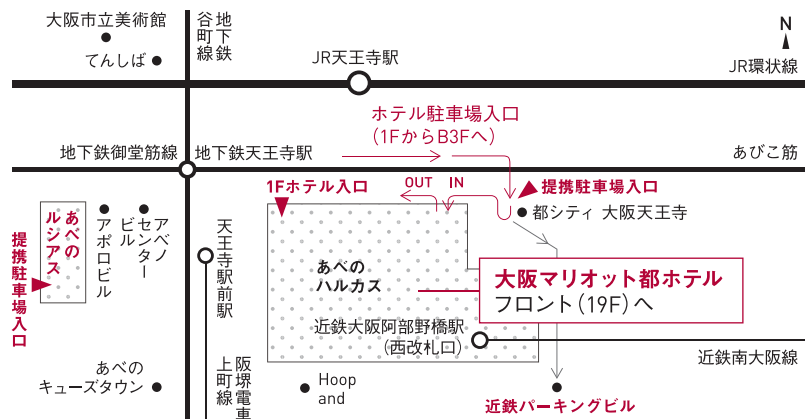 大阪市立美術館
てんしば
地下鉄
谷町線
JR天王寺駅
N
JR環状線
ホテル駐車場入口
(1FからB3Fへ)
地下鉄御堂筋線
地下鉄天王寺駅
あびこ筋
1Fホテル入口
OUT
IN
提携駐車場入口
都シティ 大阪天王寺
あべの
ルシアス
アポロビル
アベノ
センター
ビル
天王寺駅前駅
提携駐車場入口
あべの
ハルカス
大阪マリオット都ホテル
フロント(19F)へ
近鉄大阪阿部野橋駅
(西改札口)
近鉄南大阪線
あべの
キューズタウン
阪堺電車
上町線
Hoop
and
近鉄パーキングビル